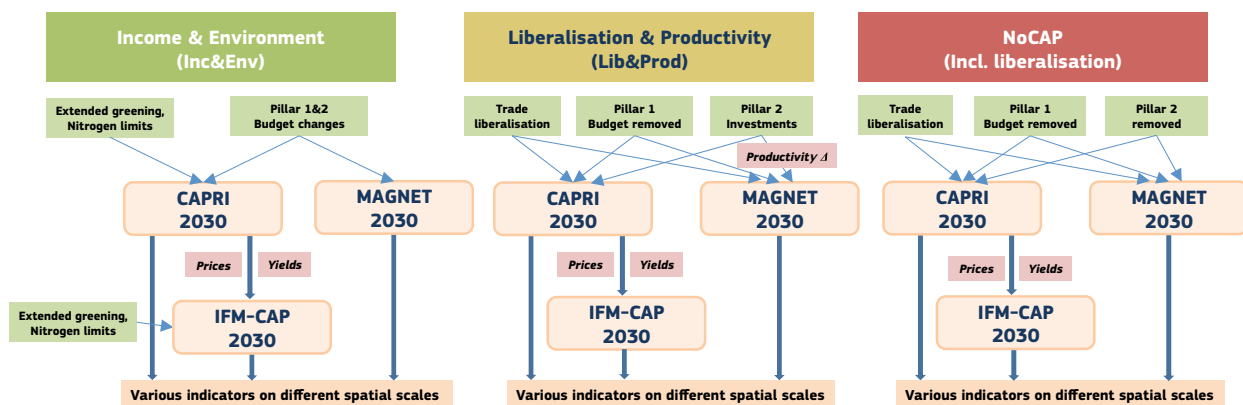 Income & Environment
(Inc&Env)
Extended greening,
Nitrogen limits
Pillar 1&2
Budget changes
CAPRI
2030
MAGNET
2030
Prices
Yields
Extended greening,
Nitrogen limits
IFM-CAP
2030
Various indicators on different spatial scales
Liberalisation & Productivity
(Lib&Prod)
Trade
liberalisation
Pillar 1
Budget removed
Pillar 2
Investments
Productivity Δ
CAPRI
2030
MAGNET
2030
Prices
Yields
IFM-CAP
2030
Various indicators on different spatial scales
NoCAP
(Incl. liberalisation)
Trade
liberalisation
Pillar 1
Budget removed
Pillar 2
removed
CAPRI
2030
MAGNET
2030
Prices
Yields
IFM-CAP
2030
Various indicators on different spatial scales